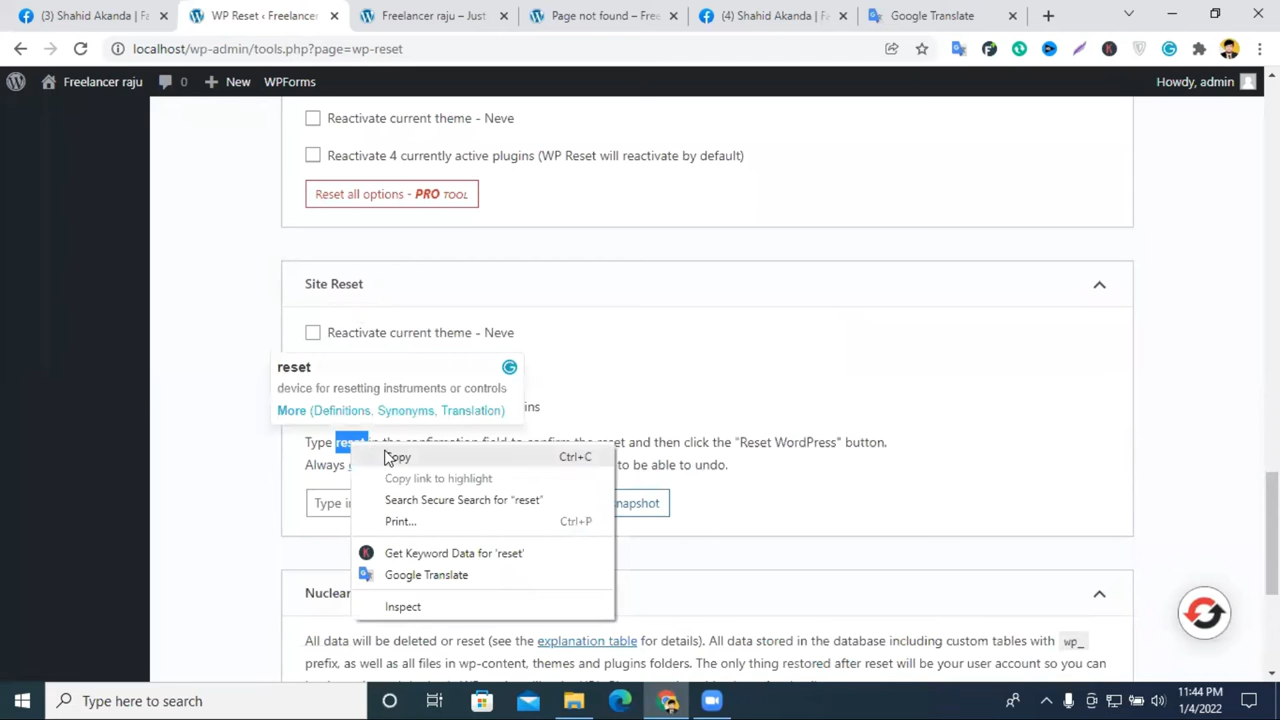 (3) Shahid Akanda | Fa
WP Reset ‹ Freelancer
Freelancer raju – Just
Page not found – Free
(4) Shahid Akanda | Fa
Google Translate
localhost/wp-admin/tools.php?page=wp-reset
Freelancer raju
0
New
WPForms
Howdy, admin
Reactivate current theme - Neve
Reactivate 4 currently active plugins (WP Reset will reactivate by default)
Reset all options - PRO TOOL
Site Reset
Reactivate current theme - Neve
reset
device for resetting instruments or controls
More (Definitions, Synonyms, Translation)
ins
Type reset in the confirmation field to confirm the reset and then click the "Reset WordPress" button.
Always
to be able to undo.
Type in
napshot
Copy Ctrl+C
Copy link to highlight
Search Secure Search for "reset"
Print... Ctrl+P
Get Keyword Data for 'reset'
Google Translate
Inspect
Nuclear
All data will be deleted or reset (see the explanation table for details). All data stored in the database including custom tables with wp_
prefix, as well as all files in wp-content, themes and plugins folders. The only thing restored after reset will be your user account so you can
Type here to search
11:44 PM
1/4/2022